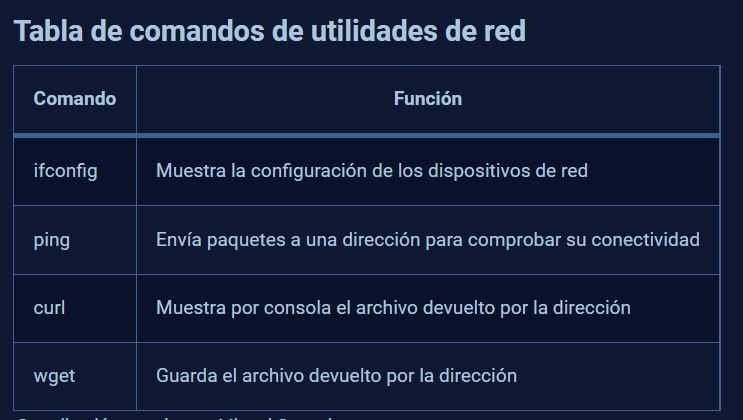 Tabla de comandos de utilidades de red
Comando Función
ifconfig Muestra la configuración de los dispositivos de red
ping Envía paquetes a una dirección para comprobar su conectividad
curl Muestra por consola el archivo devuelto por la dirección
wget Guarda el archivo devuelto por la dirección